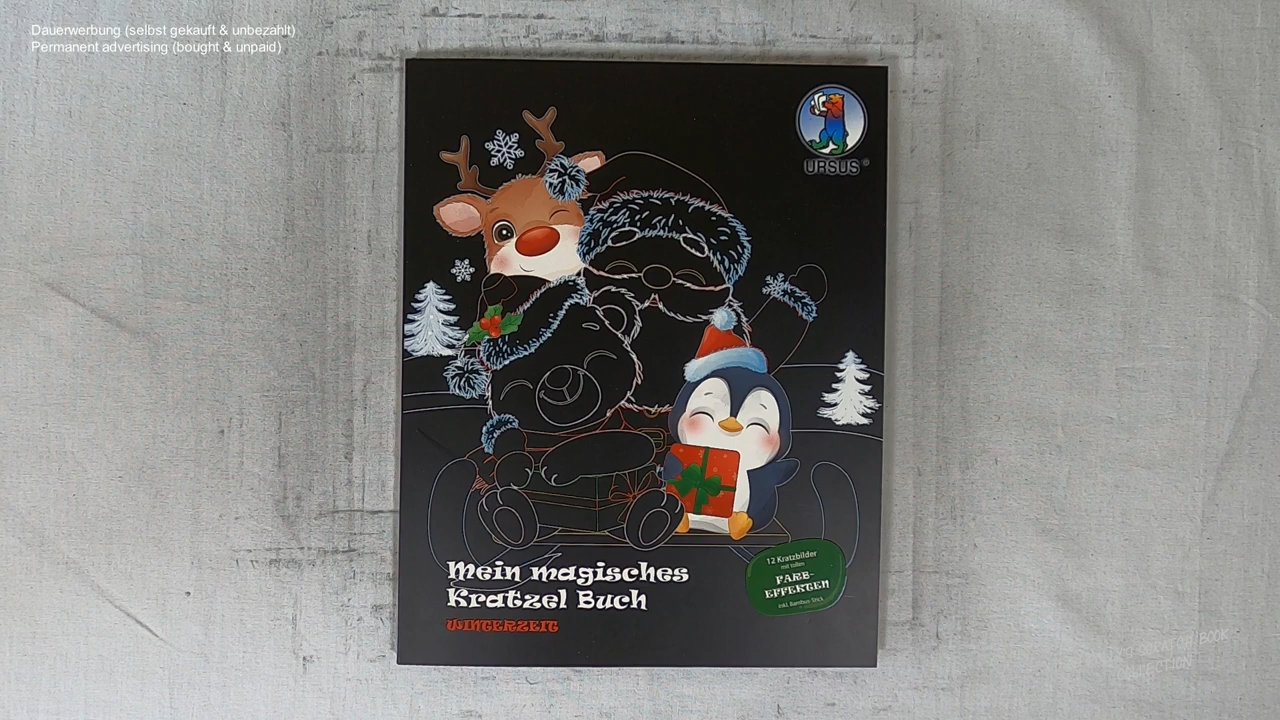 Dauerwerbung (selbst gekauft & unbezahlt)
Permanent advertising (bought & unpaid)
URSUS®
Mein magisches
Kratzel Buch
WINTERZEIT
12 Kratzbilder
mit tollen
FARB-
EFFEKTEN
inkl. Bambus-Stick
BOOK